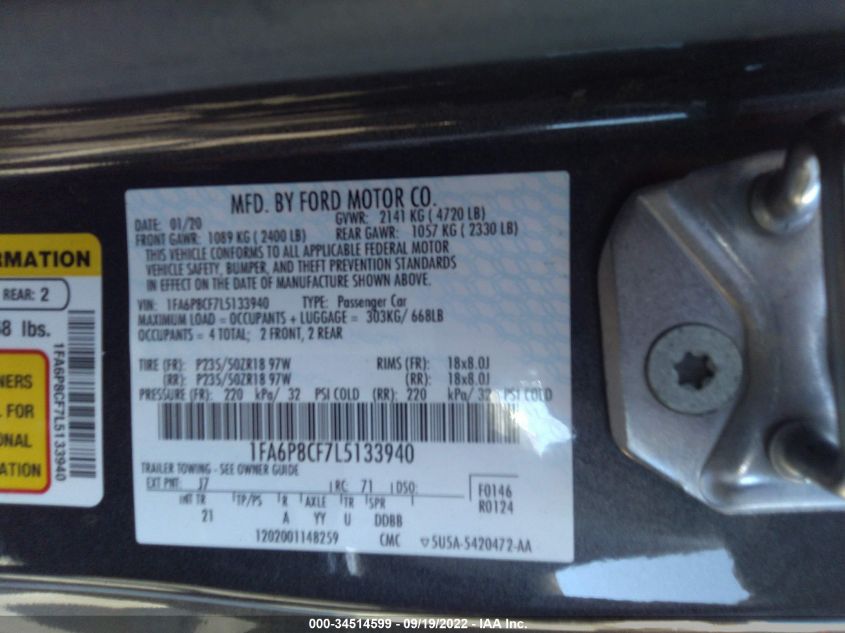 MFD. BY FORD MOTOR CO.
DATE: 01/20 GVWR: 2141 KG ( 4720 LB)
FRONT GAWR: 1089 KG ( 2400 LB) REAR GAWR: 1057 KG ( 2330 LB)
THIS VEHICLE CONFORMS TO ALL APPLICABLE FEDERAL MOTOR
VEHICLE SAFETY, BUMPER, AND THEFT PREVENTION STANDARDS
IN EFFECT ON THE DATE OF MANUFACTURE SHOWN ABOVE.
VIN: 1FA6P8CF7L5133940 TYPE: Passenger Car
MAXIMUM LOAD = OCCUPANTS + LUGGAGE = 303KG/ 668LB
OCCUPANTS = 4 TOTAL; 2 FRONT, 2 REAR
TIRE (FR): P235/50ZR18 97W RIMS (FR): 18x8.0J
(RR): P235/50ZR18 97W (RR): 18x8.0J
PRESSURE (FR): 220 kPa/ 32 PSI COLD (RR): 220 kPa/ 32 PSI COLD
1FA6P8CF7L5133940
TRAILER TOWING - SEE OWNER GUIDE
EXT PNT: J7 RC: 71 DSO: F0146
INT TR TP/PS R AXLE TR SPR R0124
21 A YY U DDBB
1202001148259 CMC 5U5A-5420472-AA
RMATION
REAR: 2
8 lbs.
NERS
L FOR
ONAL
MATION
1FA6P8CF7L5133940
000-34514599 - 09/19/2022 - IAA Inc.